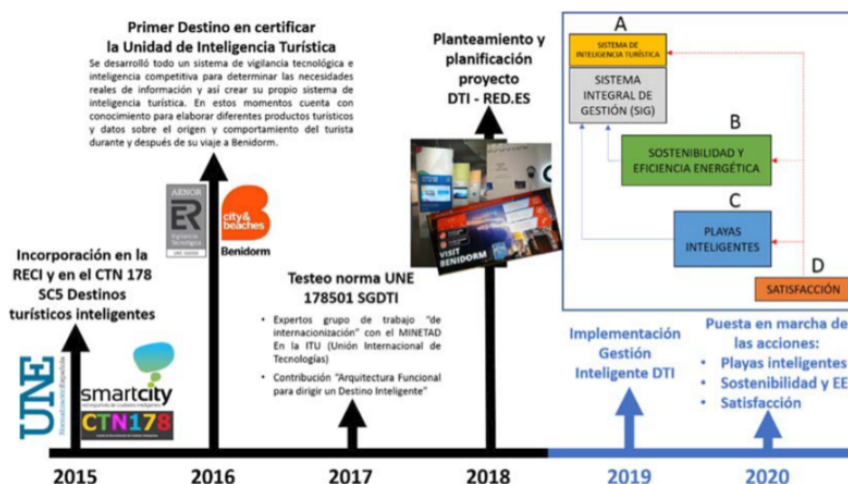 Primer Destino en certificar
la Unidad de Inteligencia Turística
Se desarrolló todo un sistema de vigilancia tecnológica e
inteligencia competitiva para determinar las necesidades
reales de información y así crear su propio sistema de
inteligencia turística. En estos momentos cuenta con
conocimiento para elaborar diferentes productos turísticos
y datos sobre el origen y comportamiento del turista
durante y después de su viaje a Benidorm.
AENOR
ER
Vigilancia
Tecnológica
city&
beaches
Benidorm
Incorporación en la
RECI y en el CTN 178
SC5 Destinos
turísticos inteligentes
UNE
Normalización Española
smartcity
CTN178
Testeo norma UNE
178501 SGDTI
• Expertos grupo de trabajo "de
internacionización" con el MINETAD
En la ITU (Unión Internacional de
Tecnologías)
• Contribución "Arquitectura Funcional
para dirigir un Destino Inteligente"
Planteamiento y
planificación
proyecto
DTI - RED.ES
VISIT
BENIDORM
A
SISTEMA DE
INTELIGENCIA TURÍSTICA
SISTEMA
INTEGRAL DE
GESTIÓN (SIG)
B
SOSTENIBILIDAD Y
EFICIENCIA ENERGÉTICA
C
PLAYAS
INTELIGENTES
D
SATISFACCIÓN
Implementación
Gestión
Inteligente DTI
Puesta en marcha de
las acciones:
• Playas inteligentes
• Sostenibilidad y EE
• Satisfacción
2015
2016
2017
2018
2019
2020